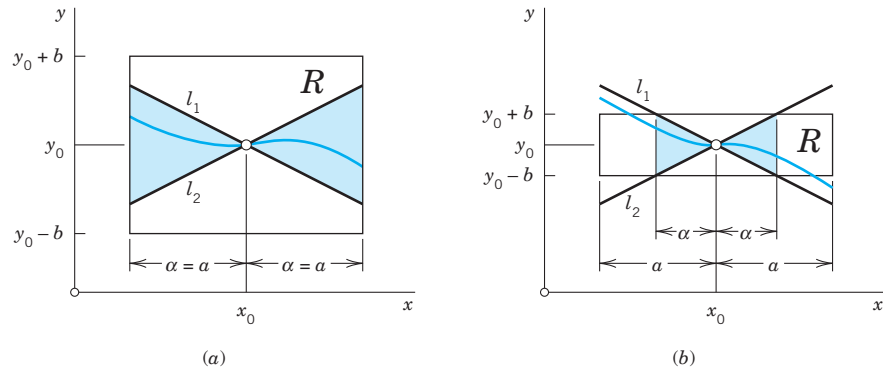 y
y₀ + b
R
l₁
y₀
l₂
y₀ – b
α = a
α = a
x₀
x
(a)
y
l₁
y₀ + b
y₀
R
y₀ – b
l₂
α
α
a
a
x₀
x
(b)